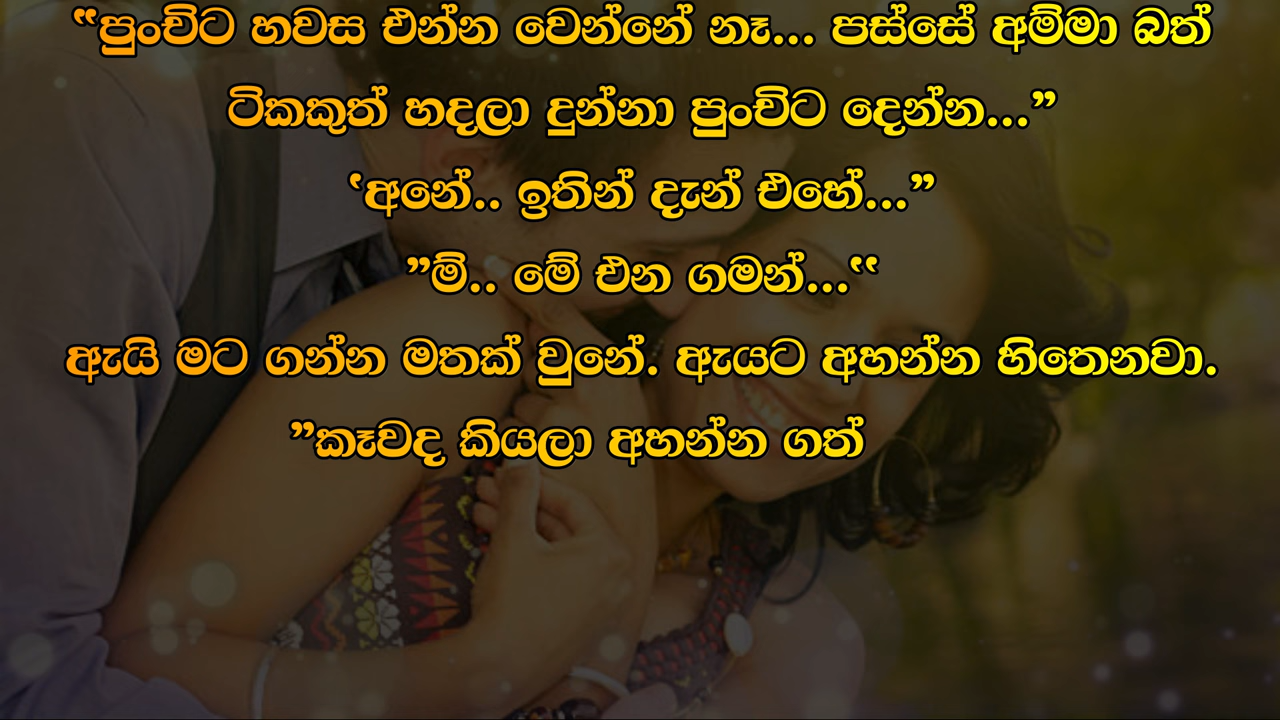 “පුංචිට හවස එන්න වෙන්නේ නෑ... පස්සේ අම්මා බත්
ටිකකුත් හදලා දුන්නා පුංචිට දෙන්න...”
‘අනේ.. ඉතින් දැන් එහේ...”
”ම්.. මේ එන ගමන්...“
ඇයි මට ගන්න මතක් වුනේ. ඇයට අහන්න හිතෙනවා.
”කෑවද කියලා අහන්න ගත්